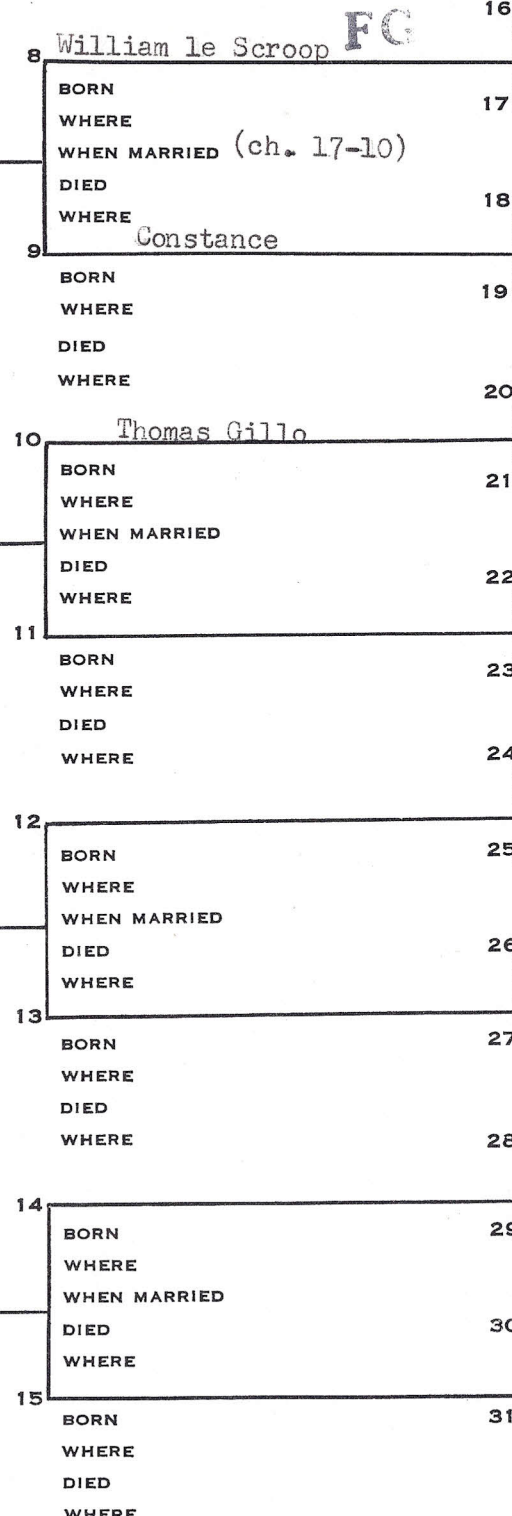 16
William le Scroop FG
8
BORN
17
WHERE
WHEN MARRIED (ch. 17-10)
DIED
18
WHERE
Constance
9
BORN
19
WHERE
DIED
WHERE
20
Thomas Gillo
10
BORN
21
WHERE
WHEN MARRIED
DIED
22
WHERE
11
BORN
23
WHERE
DIED
24
WHERE
12
25
BORN
WHERE
WHEN MARRIED
26
DIED
WHERE
13
27
BORN
WHERE
DIED
28
WHERE
14
29
BORN
WHERE
WHEN MARRIED
30
DIED
WHERE
15
31
BORN
WHERE
DIED
WHERE